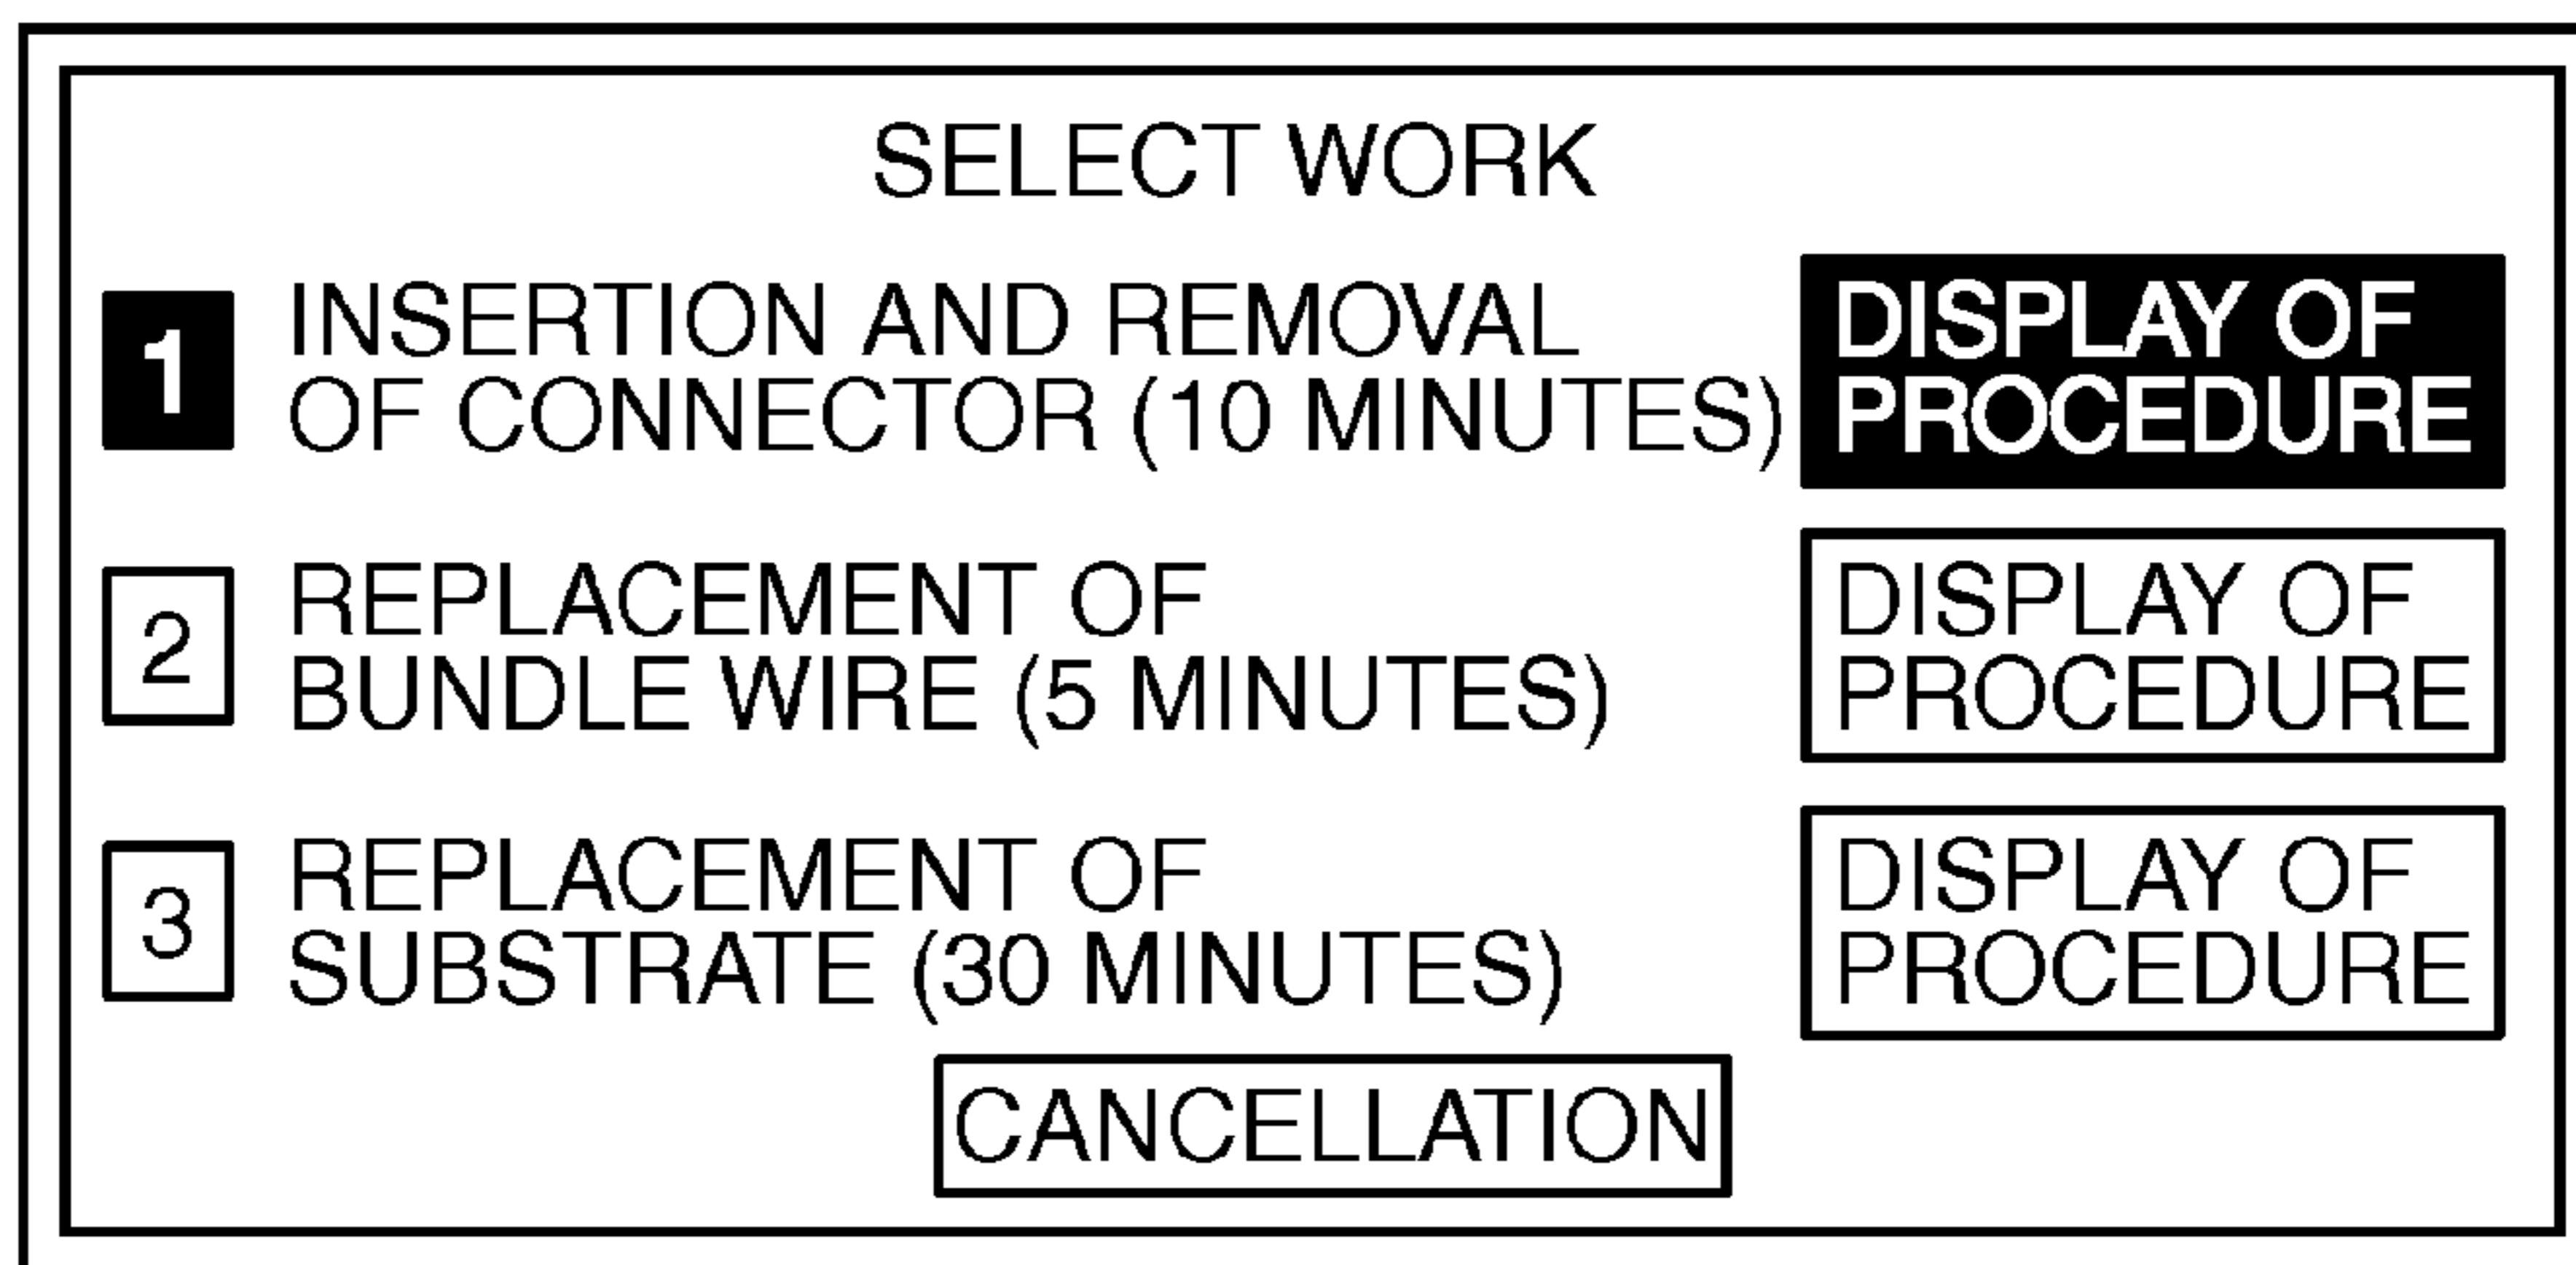 SELECT WORK
1 INSERTION AND REMOVAL
OF CONNECTOR (10 MINUTES)
DISPLAY OF
PROCEDURE
2 REPLACEMENT OF
BUNDLE WIRE (5 MINUTES)
DISPLAY OF
PROCEDURE
3 REPLACEMENT OF
SUBSTRATE (30 MINUTES)
DISPLAY OF
PROCEDURE
CANCELLATION